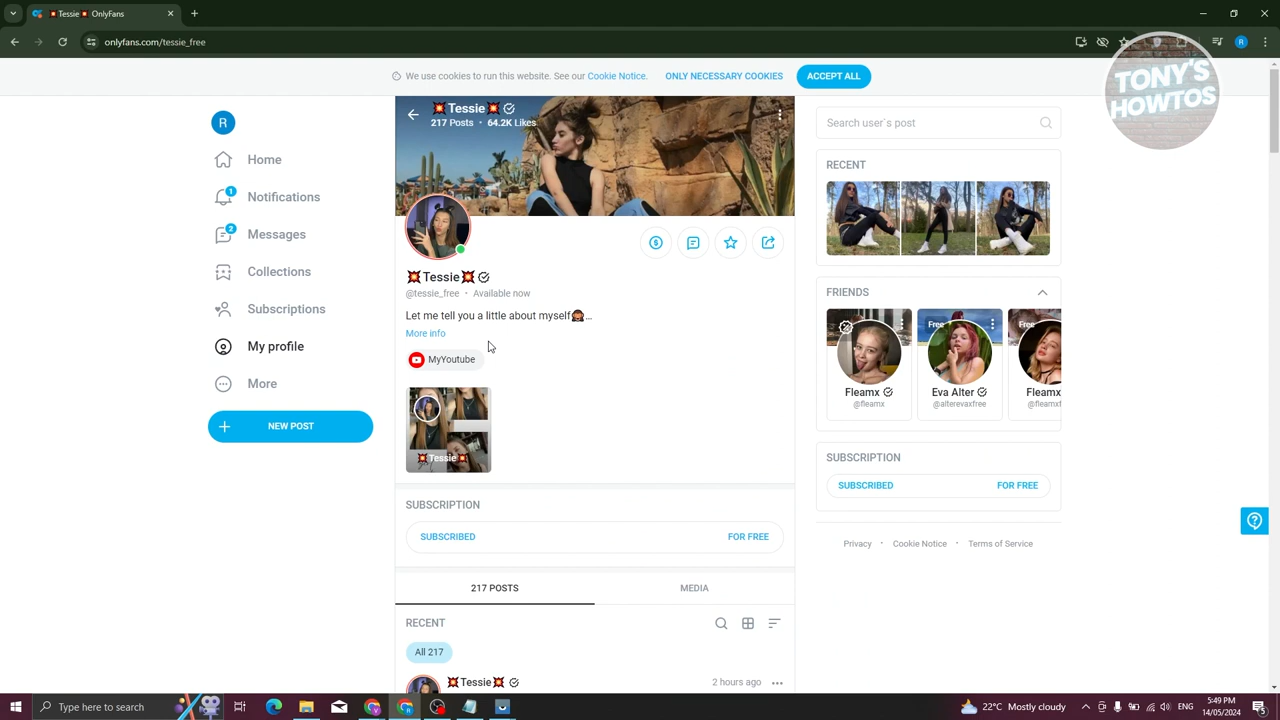 Tessie OnlyFans
onlyfans.com/tessie_free
R
We use cookies to run this website. See our Cookie Notice.
ONLY NECESSARY COOKIES
ACCEPT ALL
TONY'S
HOWTOS
R
Home
1
Notifications
2
Messages
Collections
Subscriptions
My profile
More
NEW POST
Tessie
217 Posts • 64.2K Likes
Tessie
@tessie_free • Available now
Let me tell you a little about myself...
More info
MyYoutube
Tessie
SUBSCRIPTION
SUBSCRIBED
FOR FREE
217 POSTS
MEDIA
RECENT
All 217
Tessie
2 hours ago
Search user`s post
RECENT
FRIENDS
Free
Free
Fleamx
@fleamx
Eva Alter
@alterevaxfree
Fleamx
@fleamxf
SUBSCRIPTION
SUBSCRIBED
FOR FREE
Privacy • Cookie Notice • Terms of Service
Type here to search
22°C Mostly cloudy
ENG
5:49 PM
14/05/2024